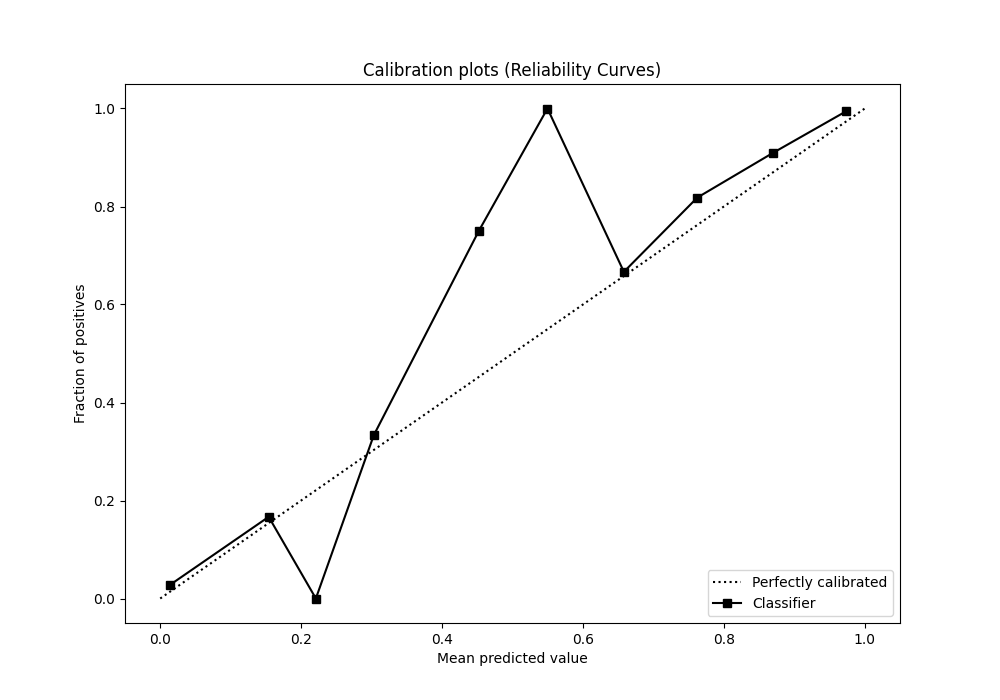 Calibration plots (Reliability Curves)
1.0
0.8
0.6
0.4
0.2
0.0
Fraction of positives
0.0 0.2 0.4 0.6 0.8 1.0
Mean predicted value
Perfectly calibrated
Classifier